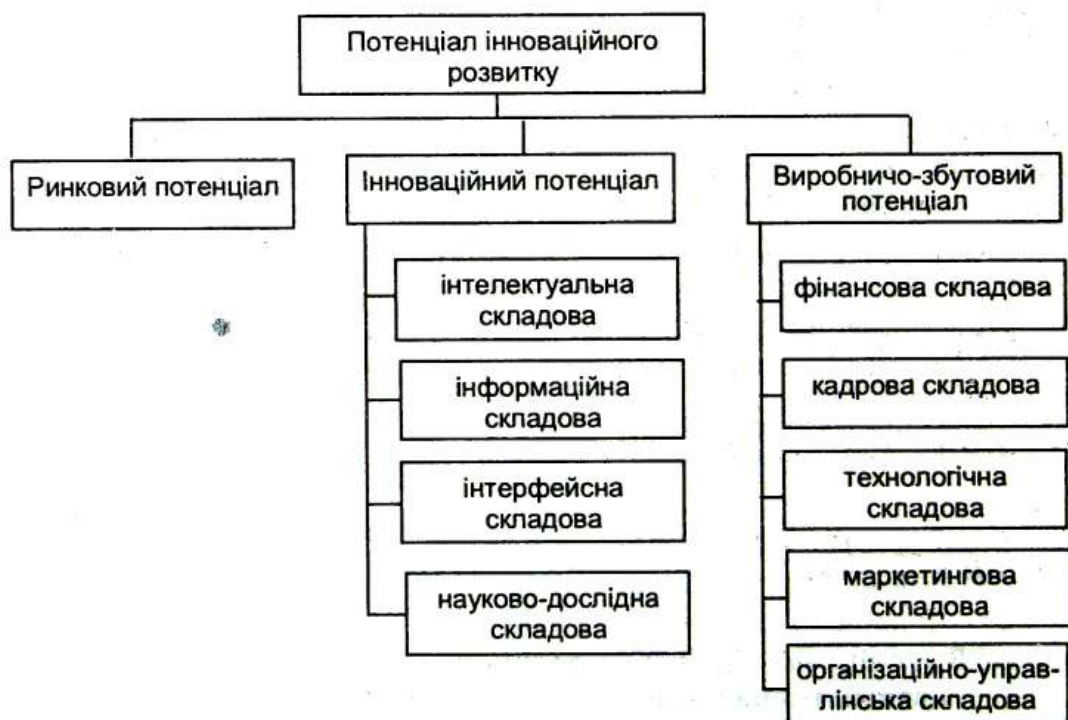 Потенціал інноваційного
розвитку
Ринковий потенціал
Інноваційний потенціал
Виробничо-збутовий
потенціал
інтелектуальна
складова
інформаційна
складова
інтерфейсна
складова
науково-дослідна
складова
фінансова складова
кадрова складова
технологічна
складова
маркетингова
складова
організаційно-управ-
лінська складова